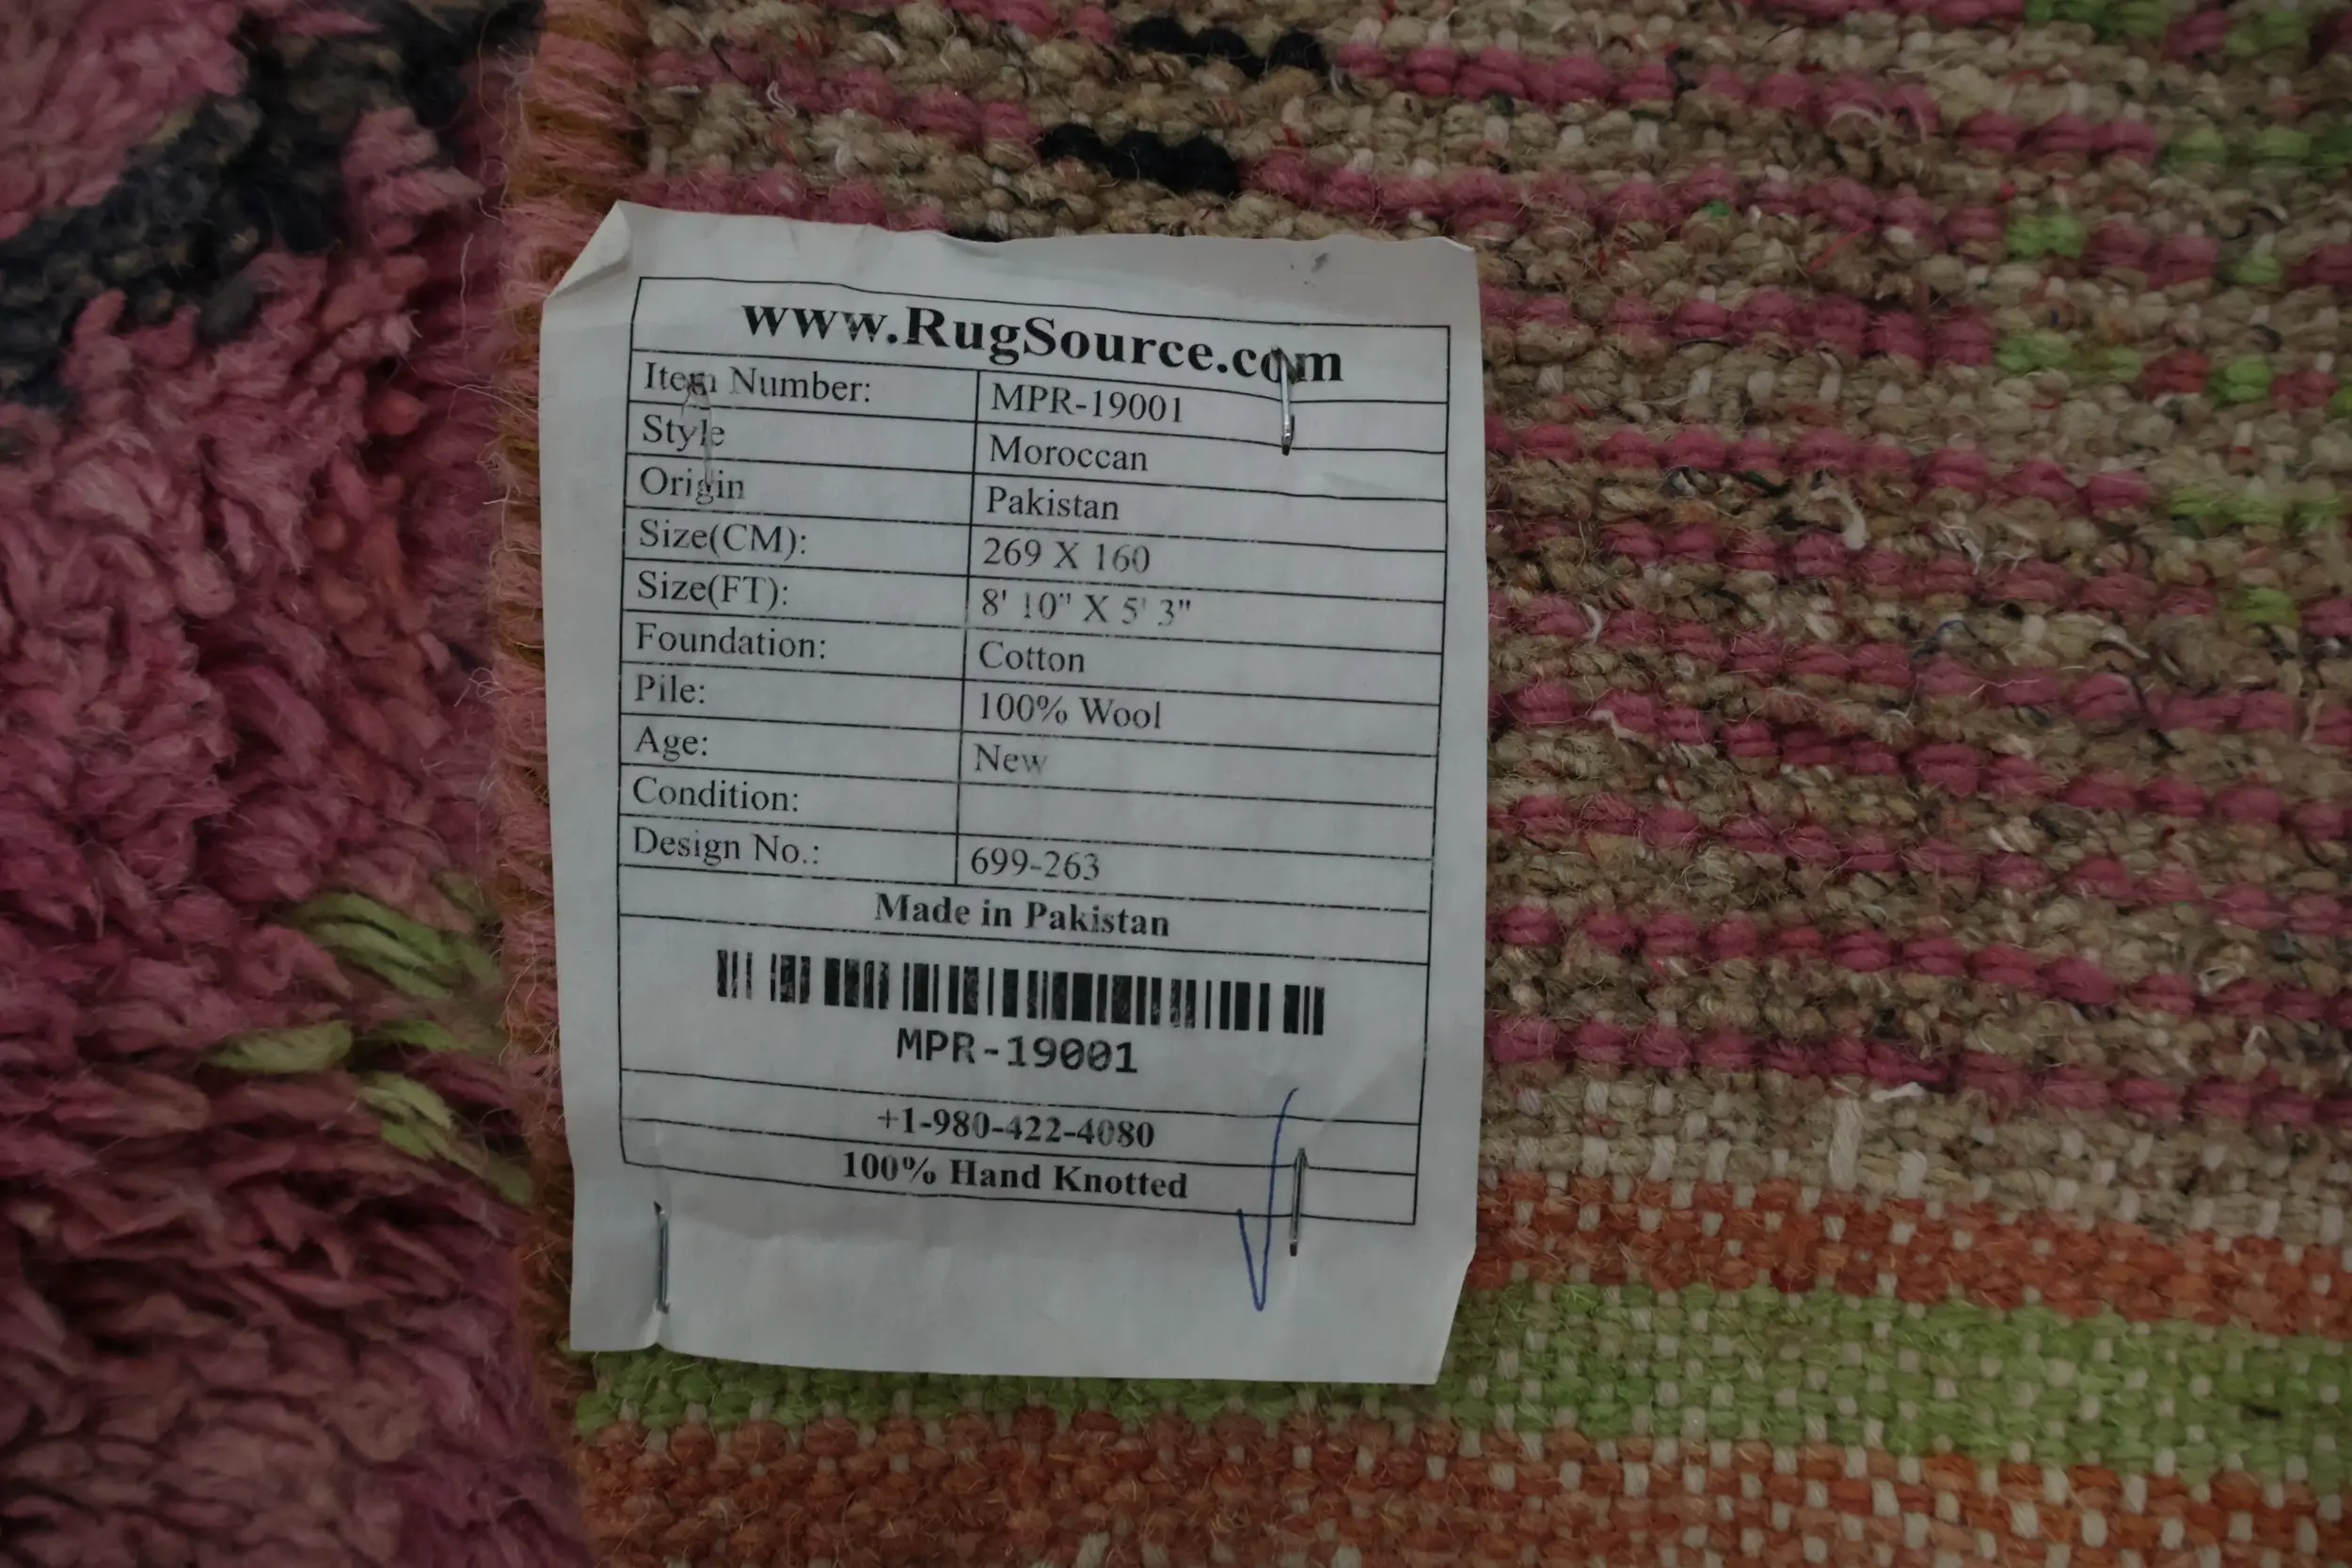 www.RugSource.com
Item Number: MPR-19001
Style Moroccan
Origin Pakistan
Size(CM): 269 X 160
Size(FT): 8' 10" X 5' 3"
Foundation: Cotton
Pile: 100% Wool
Age: New
Condition:
Design No.: 699-263
Made in Pakistan
MPR-19001
+1-980-422-4080
100% Hand Knotted